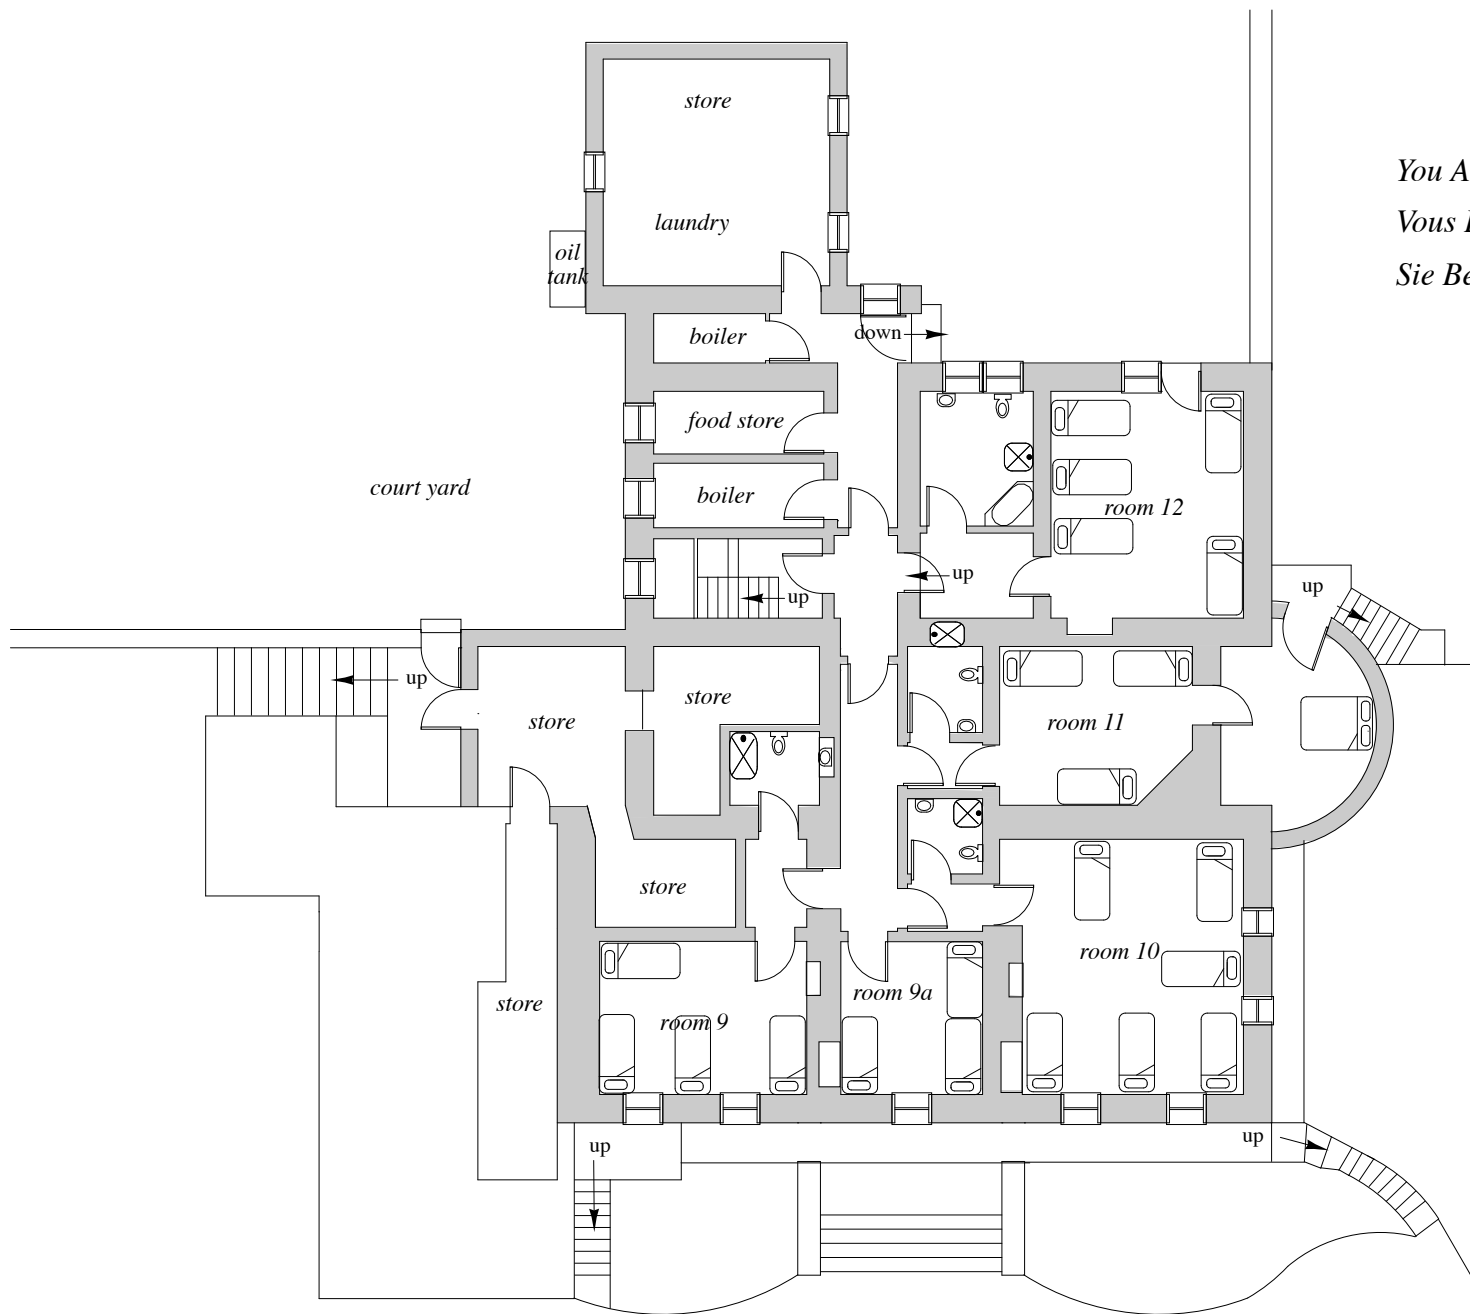 store
You A
Vous
laundry
oil
tank
Sie Be
boiler
down
food store
court yard
boiler
room 12
up
up
up
up
store
store
room 11
store
room 10
room 9a
store
room 9
up
up